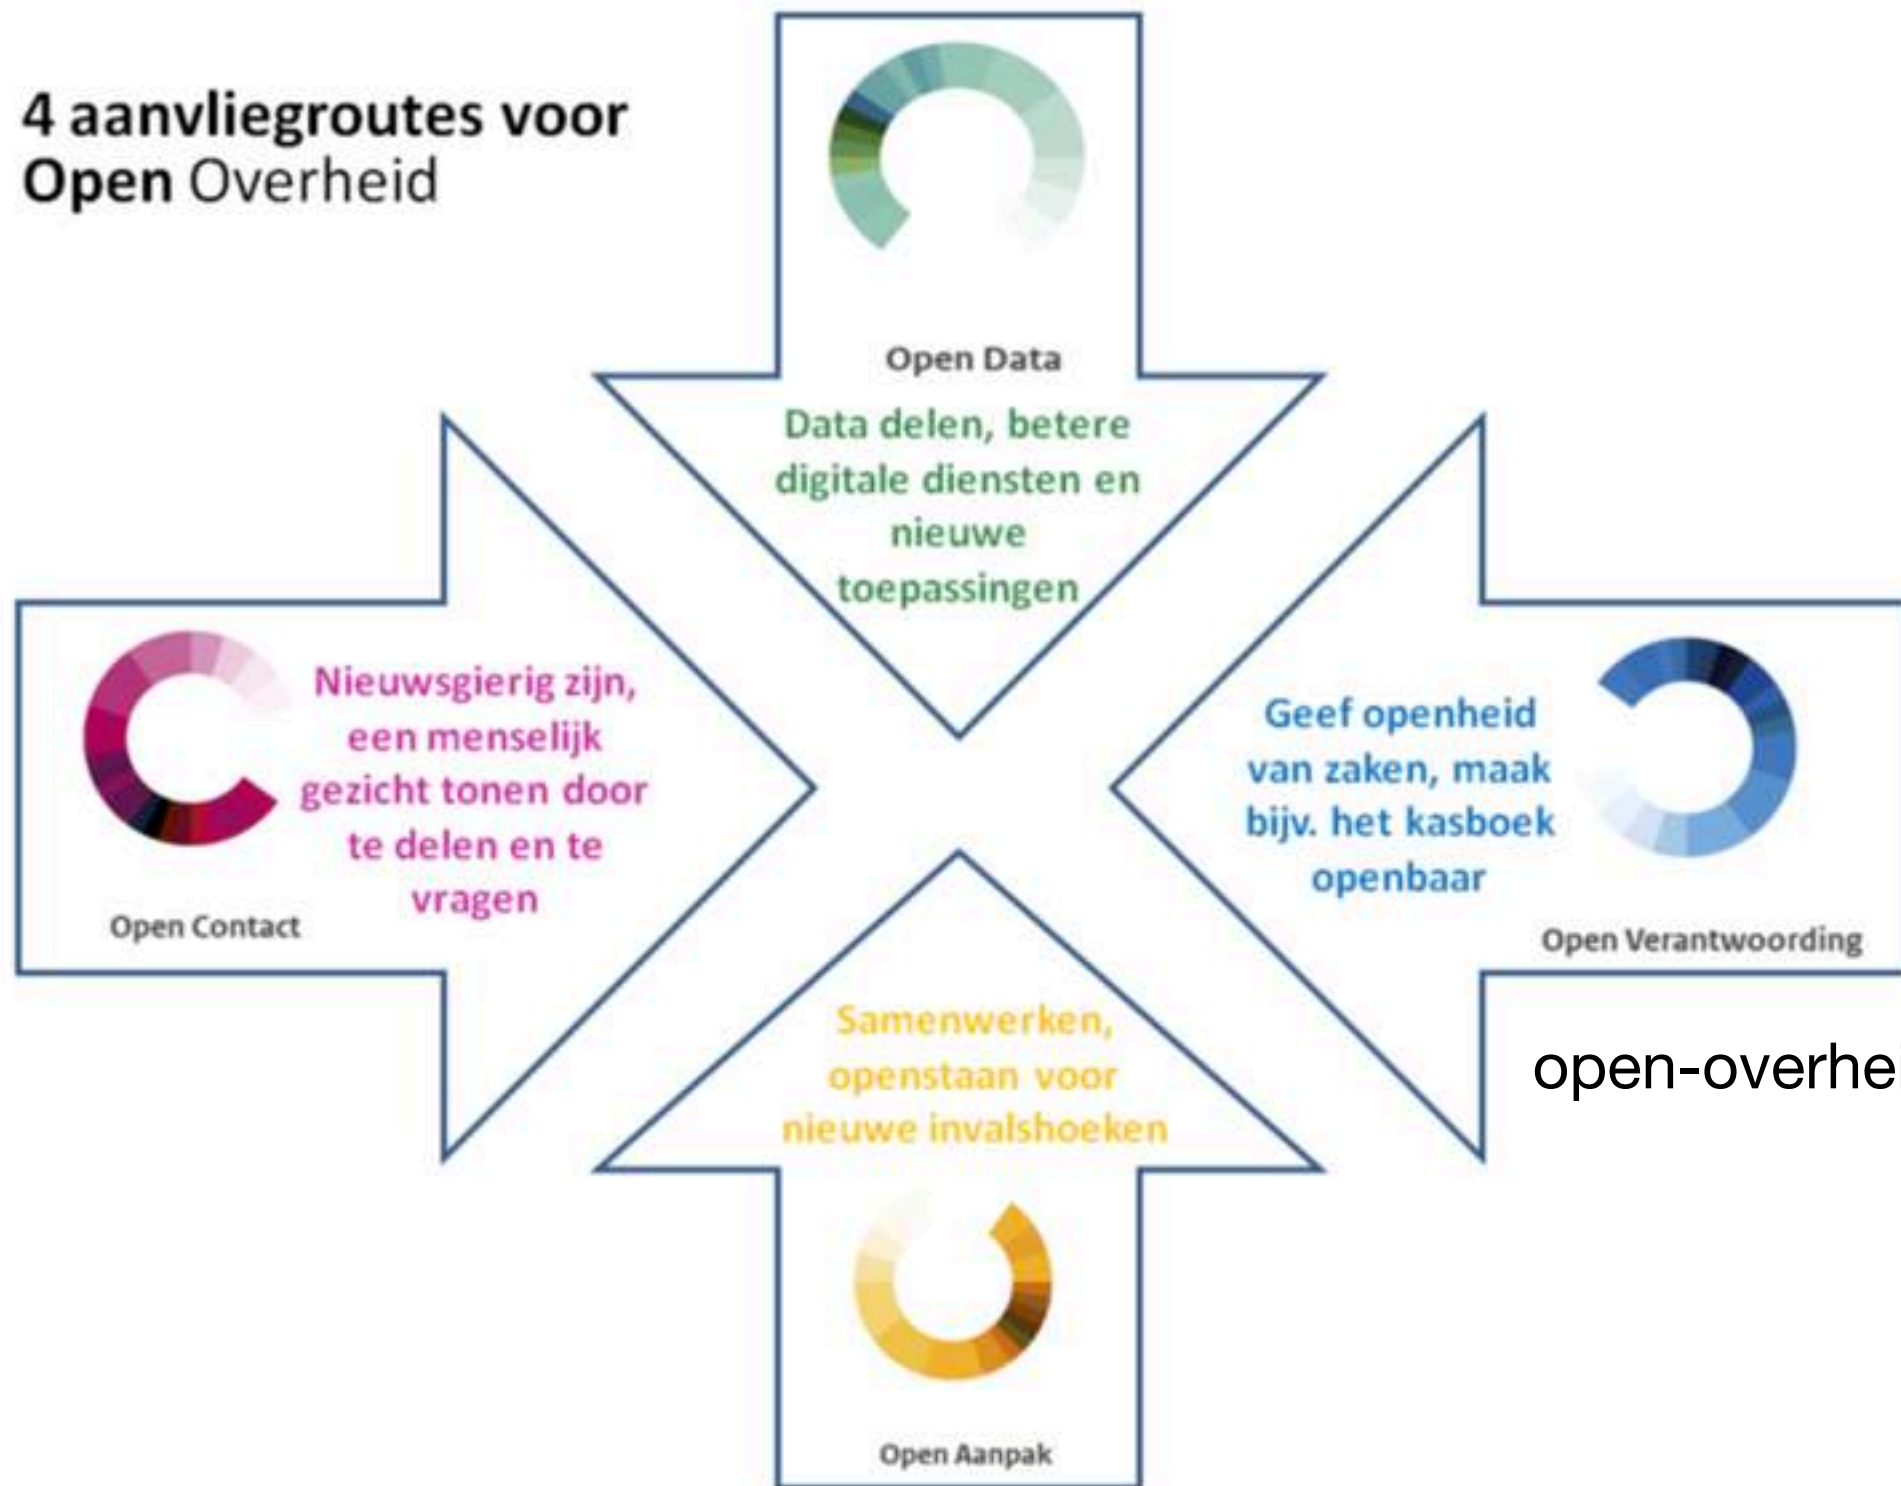 4 aanvliegroutes voor
Open Overheid
Open Data
Data delen, betere
digitale diensten en
nieuwe
toepassingen
Nieuwsgierig zijn,
een menselijk
gezicht tonen door
te delen en te
vragen
Open Contact
Geef openheid
van zaken, maak
bijv. het kasboek
openbaar
Open Verantwoording
open-overhei
Samenwerken,
openstaan voor
nieuwe invalshoeken
Open Aanpak